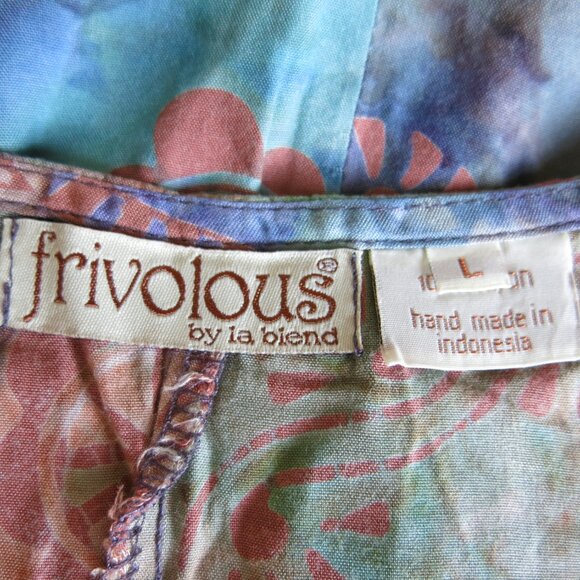 frivolous®
by la blend
L
hand made in
indonesia